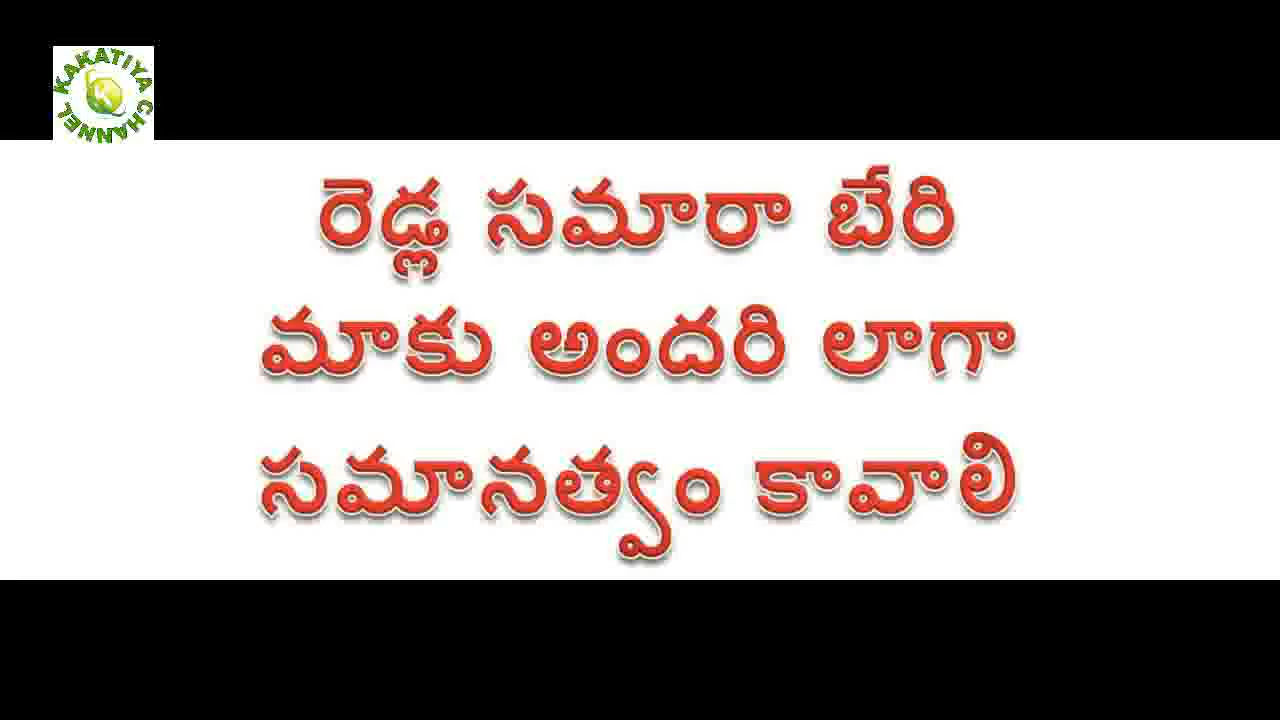 KAKATIYA CHANNEL
K
రెడ్ల సమారా బేరి
మాకు అందరి లాగా
సమానత్వం కావాలి